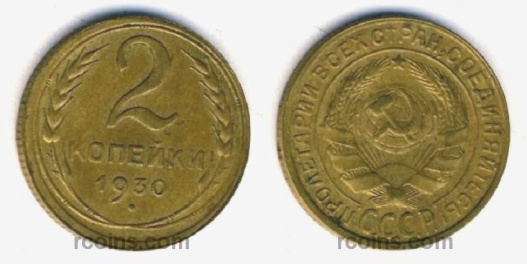 2
КОПЕЙКИ
1930
ПРОЛЕТАРИИ ВСЕХ СТРАН, СОЕДИНЯЙТЕСЬ!
СССР
rcoins.com
rcoins.com